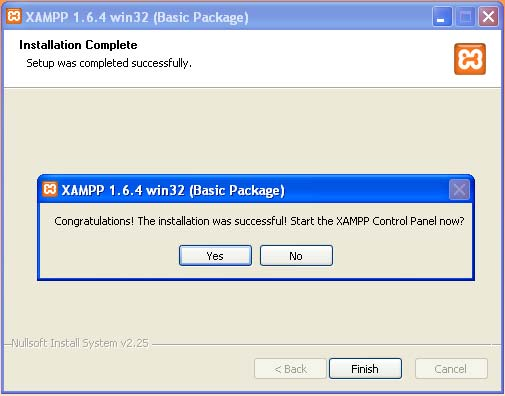 XAMPP 1.6.4 win32 (Basic Package)
Installation Complete
Setup was completed successfully.
XAMPP 1.6.4 win32 (Basic Package)
Congratulations! The installation was successful! Start the XAMPP Control Panel now?
Yes No
Nullsoft Install System v2.25
< Back Finish Cancel